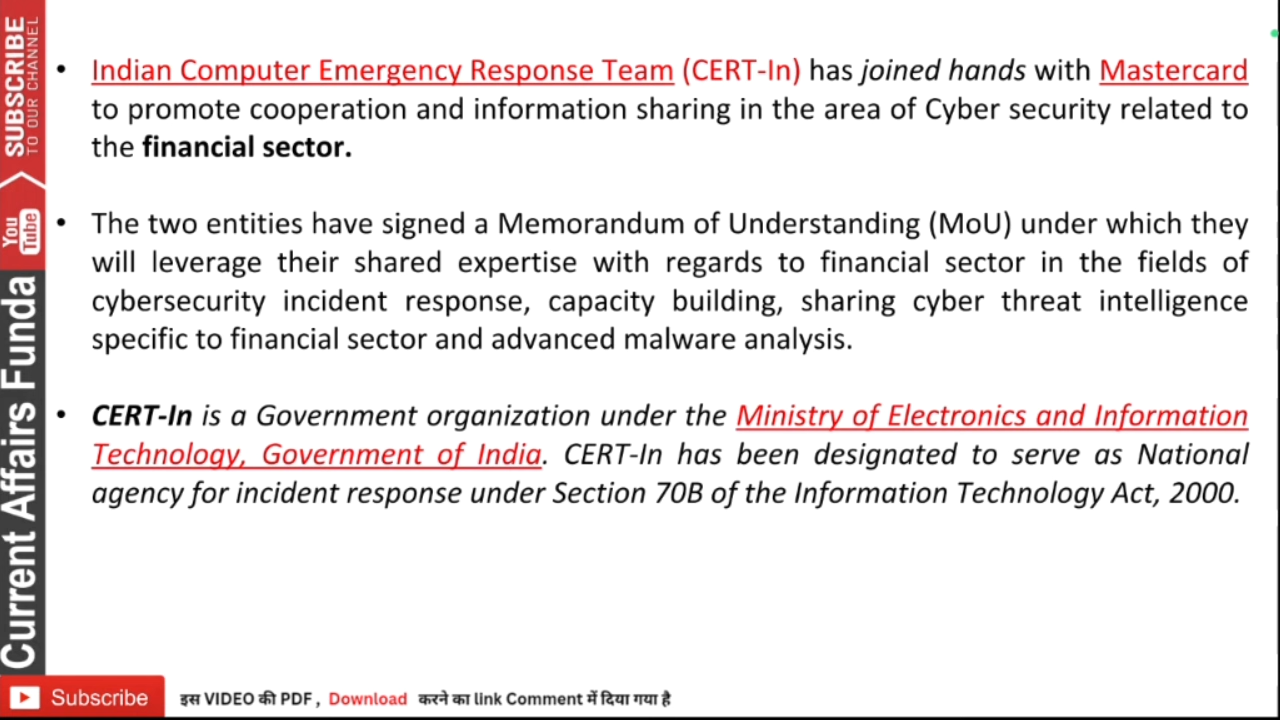 SUBSCRIBE
TO OUR CHANNEL
You
Tube
Current Affairs Funda
• Indian Computer Emergency Response Team (CERT-In) has joined hands with Mastercard
to promote cooperation and information sharing in the area of Cyber security related to
the financial sector.
• The two entities have signed a Memorandum of Understanding (MoU) under which they
will leverage their shared expertise with regards to financial sector in the fields of
cybersecurity incident response, capacity building, sharing cyber threat intelligence
specific to financial sector and advanced malware analysis.
• CERT-In is a Government organization under the Ministry of Electronics and Information
Technology, Government of India. CERT-In has been designated to serve as National
agency for incident response under Section 70B of the Information Technology Act, 2000.
Subscribe
इस VIDEO की PDF , Download करने का link Comment में दिया गया है